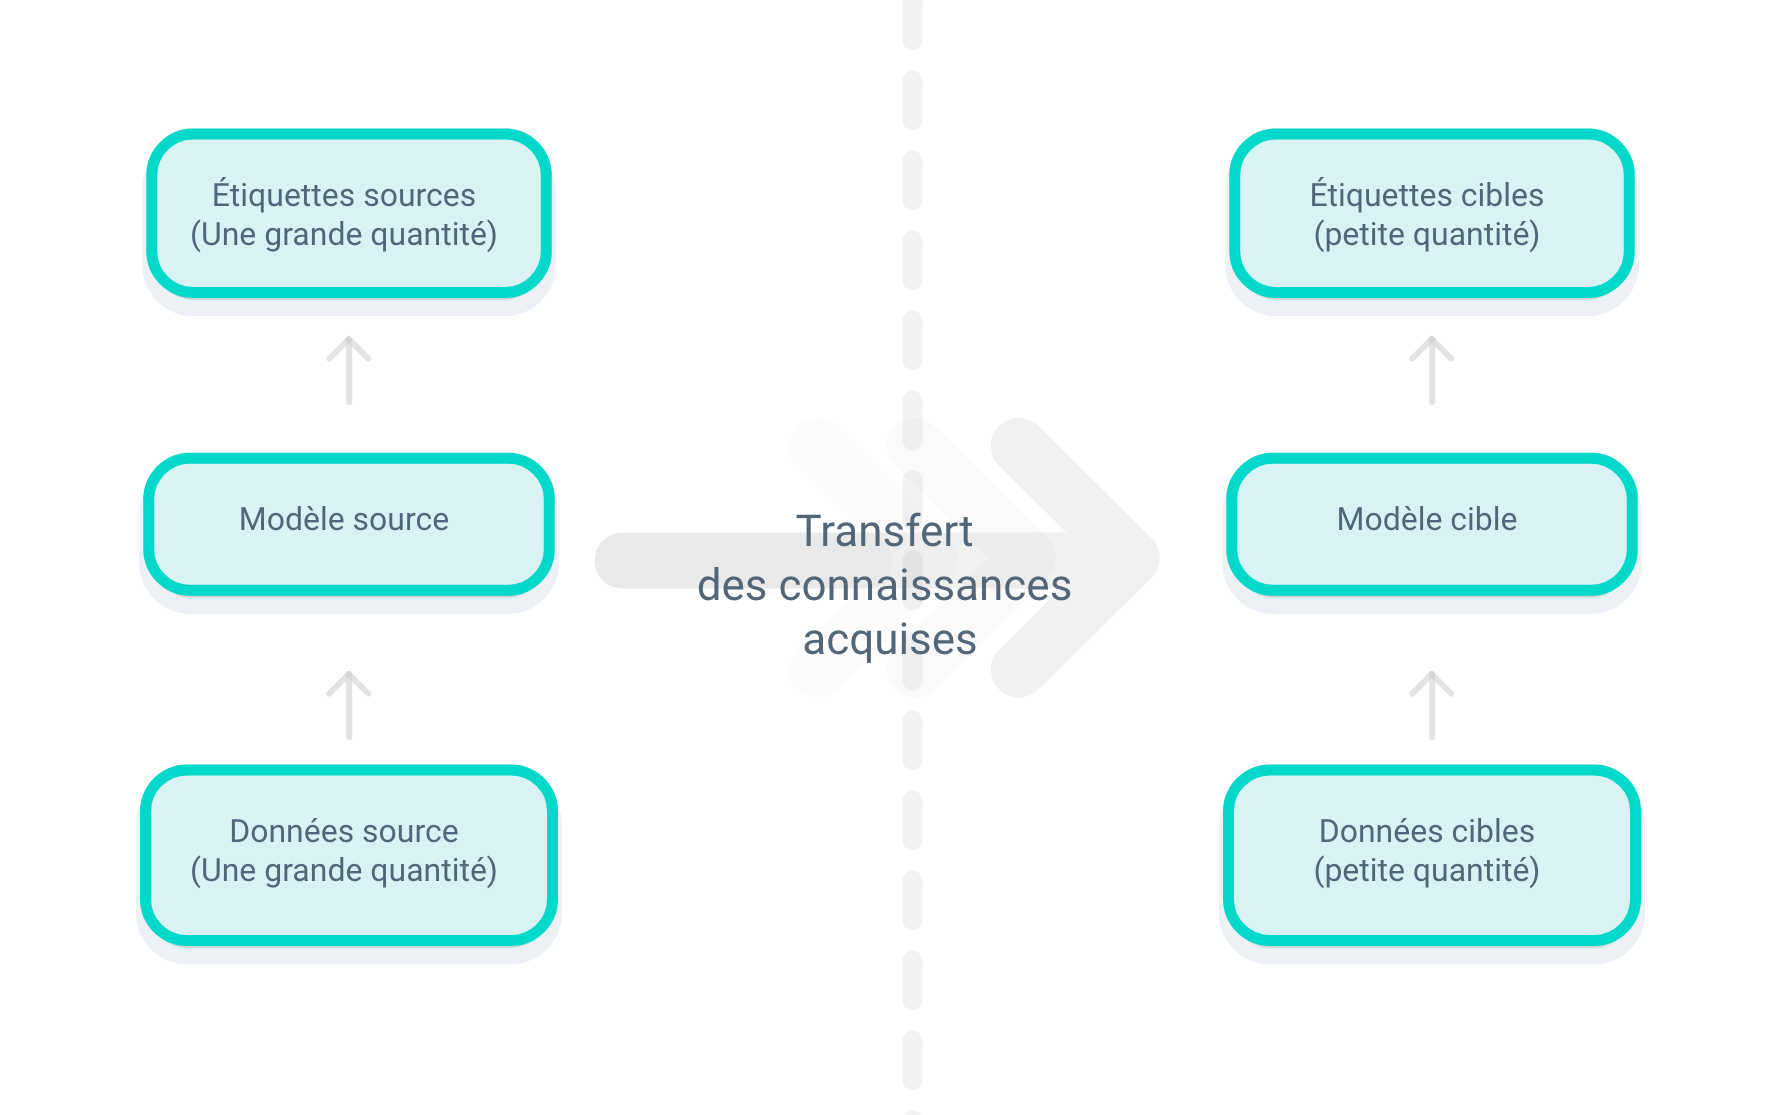 Étiquettes sources
(Une grande quantité)
Modèle source
Données source
(Une grande quantité)
Transfert
des connaissances
acquises
Étiquettes cibles
(petite quantité)
Modèle cible
Données cibles
(petite quantité)